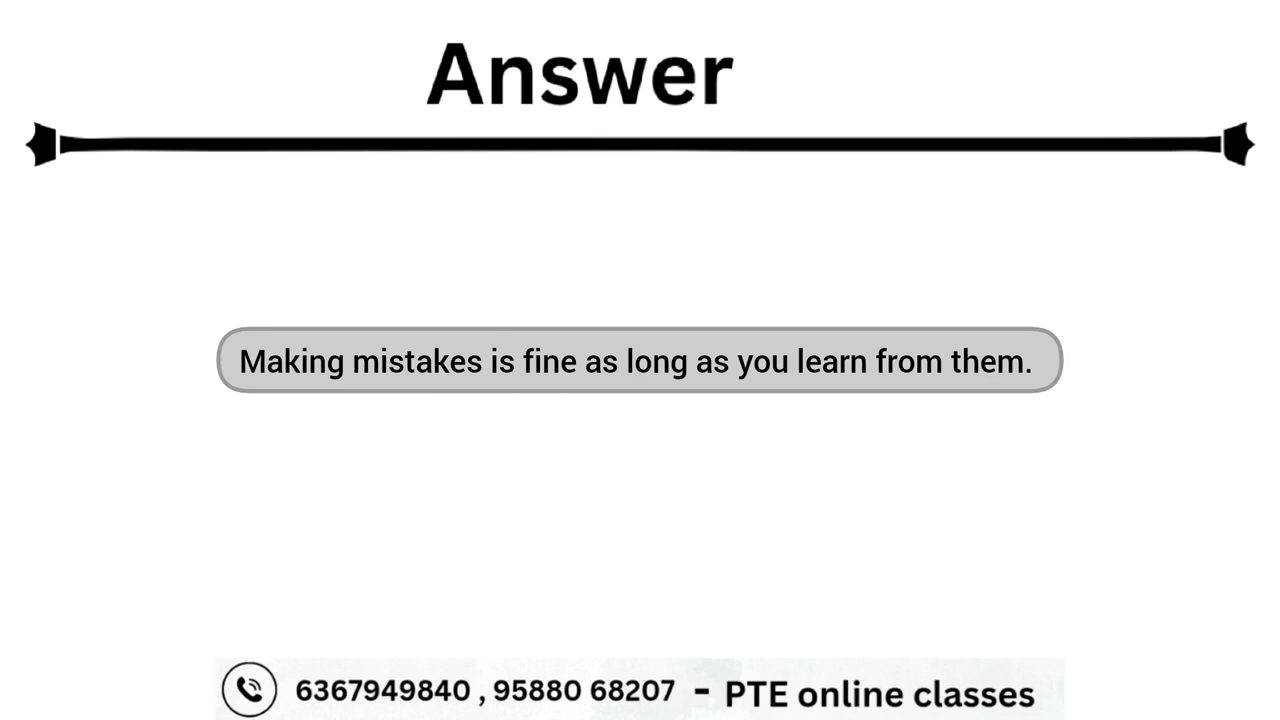 Answer
Making mistakes is fine as long as you learn from them.
6367949840 , 95880 68207 - PTE online classes